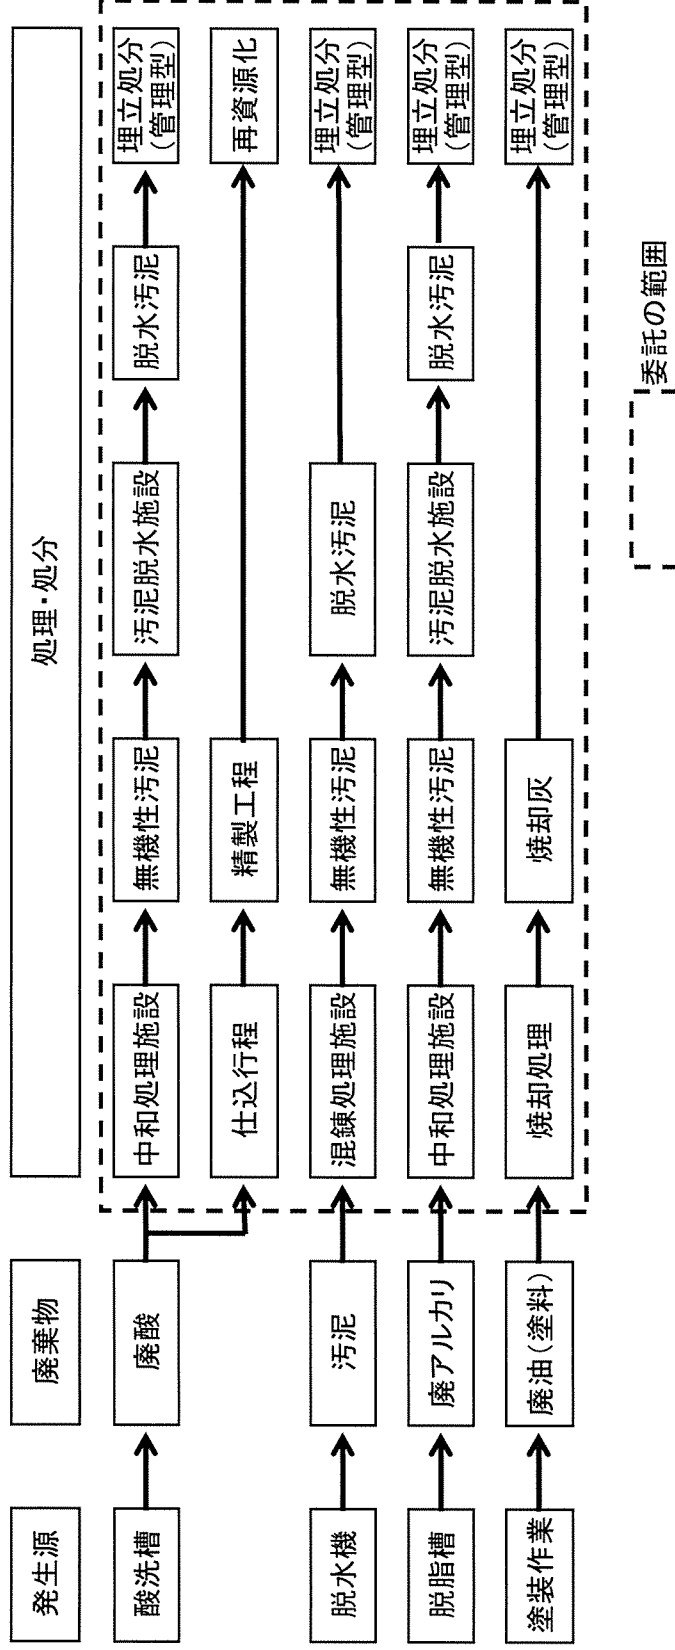 発生源
廃棄物
処理・処分
酸洗槽
廃酸
中和処理施設
無機性汚泥
汚泥脱水施設
脱水汚泥
埋立処分
(管理型)
仕込行程
精製工程
再資源化
脱水機
汚泥
混錬処理施設
無機性汚泥
脱水汚泥
埋立処分
(管理型)
脱脂槽
廃アルカリ
中和処理施設
無機性汚泥
汚泥脱水施設
脱水汚泥
埋立処分
(管理型)
塗装作業
廃油(塗料)
焼却処理
焼却灰
埋立処分
(管理型)
委託の範囲